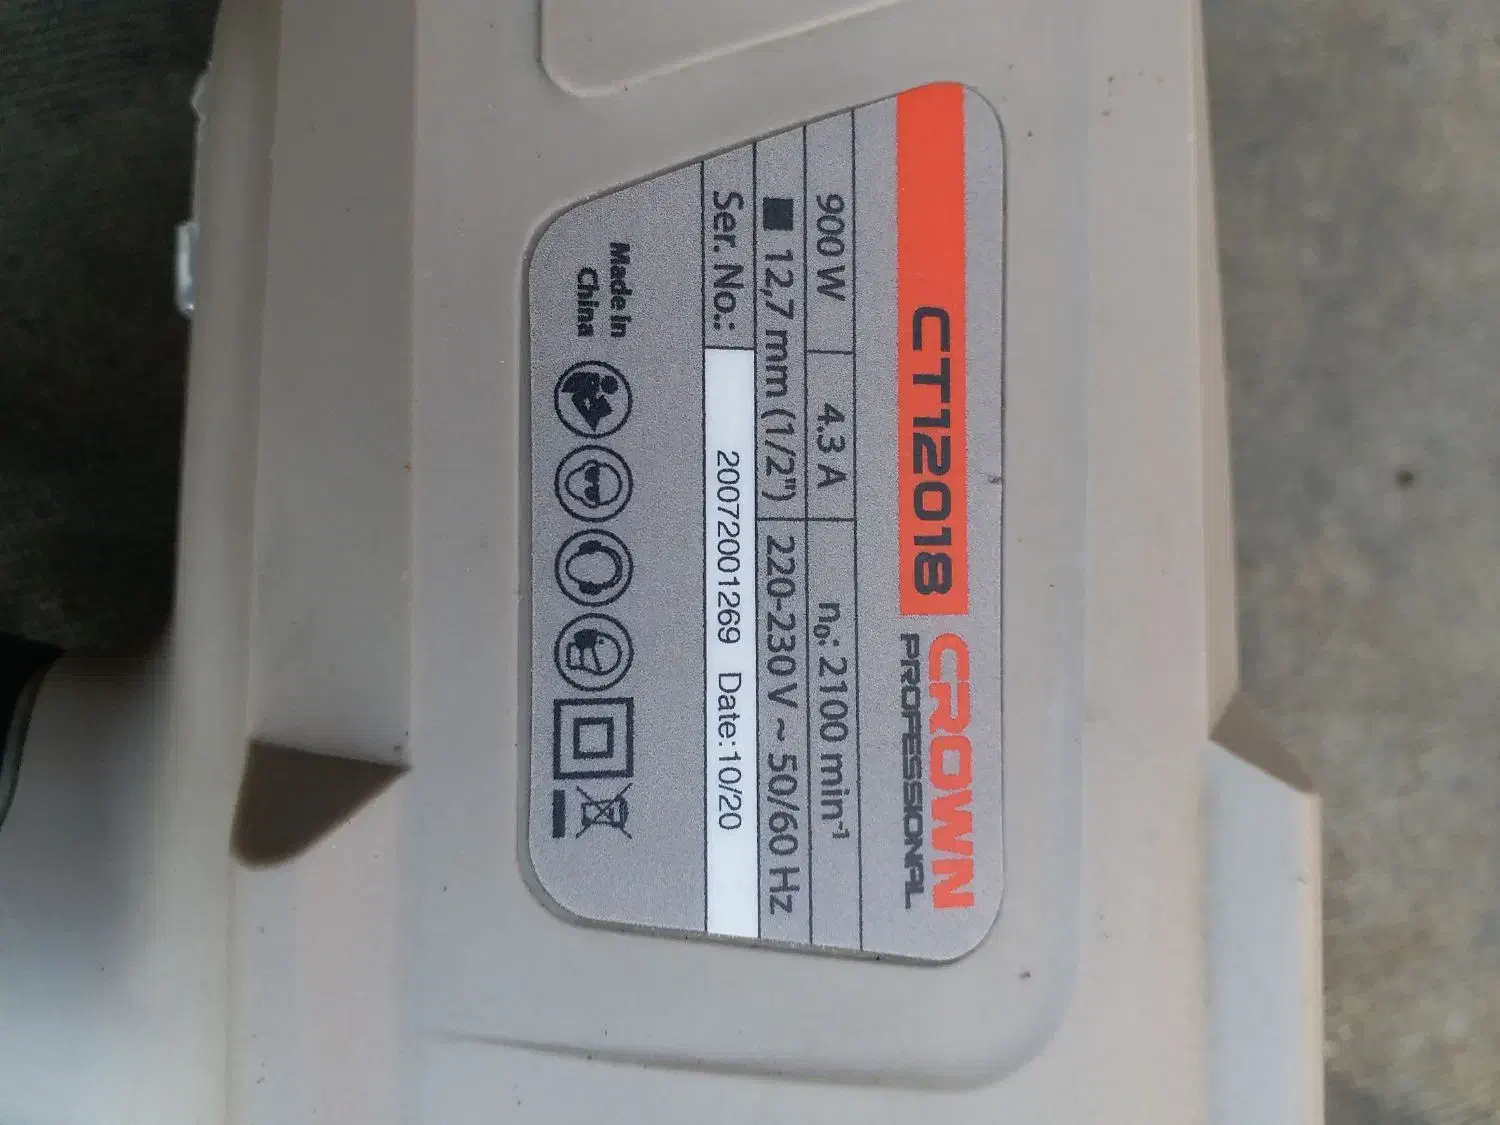 CT12018 CROWN
PROFESSIONAL
900 W 4.3 A n₀: 2100 min⁻¹
■ 12,7 mm (1/2") 220-230 V ~ 50/60 Hz
Ser. No.: 20072001269 Date:10/20
Made in
China